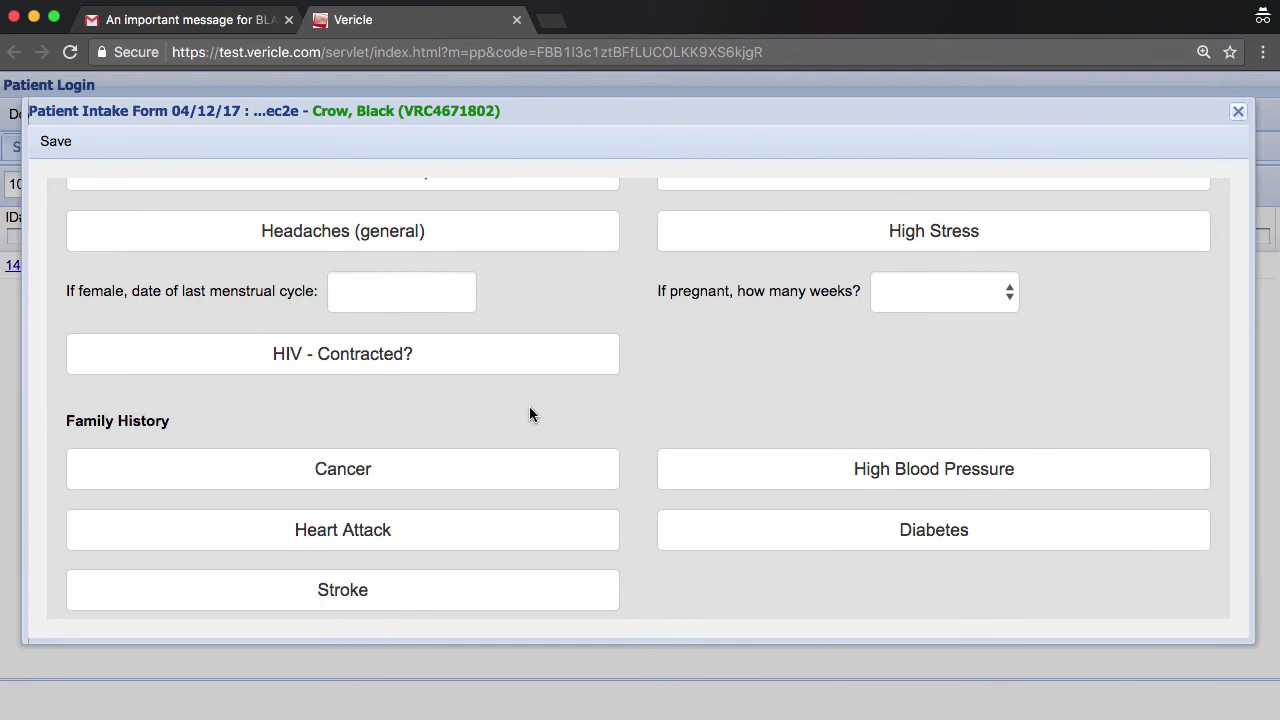 An important message for BLA
Vericle
Secure https://test.vericle.com/servlet/index.html?m=pp&code=FBB1l3c1ztBFfLUCOLKK9XS6kjgR
Patient Login
Patient Intake Form 04/12/17 : ...ec2e - Crow, Black (VRC4671802)
Save
10
ID#
14
Headaches (general)
High Stress
If female, date of last menstrual cycle:
If pregnant, how many weeks?
HIV - Contracted?
Family History
Cancer
High Blood Pressure
Heart Attack
Diabetes
Stroke